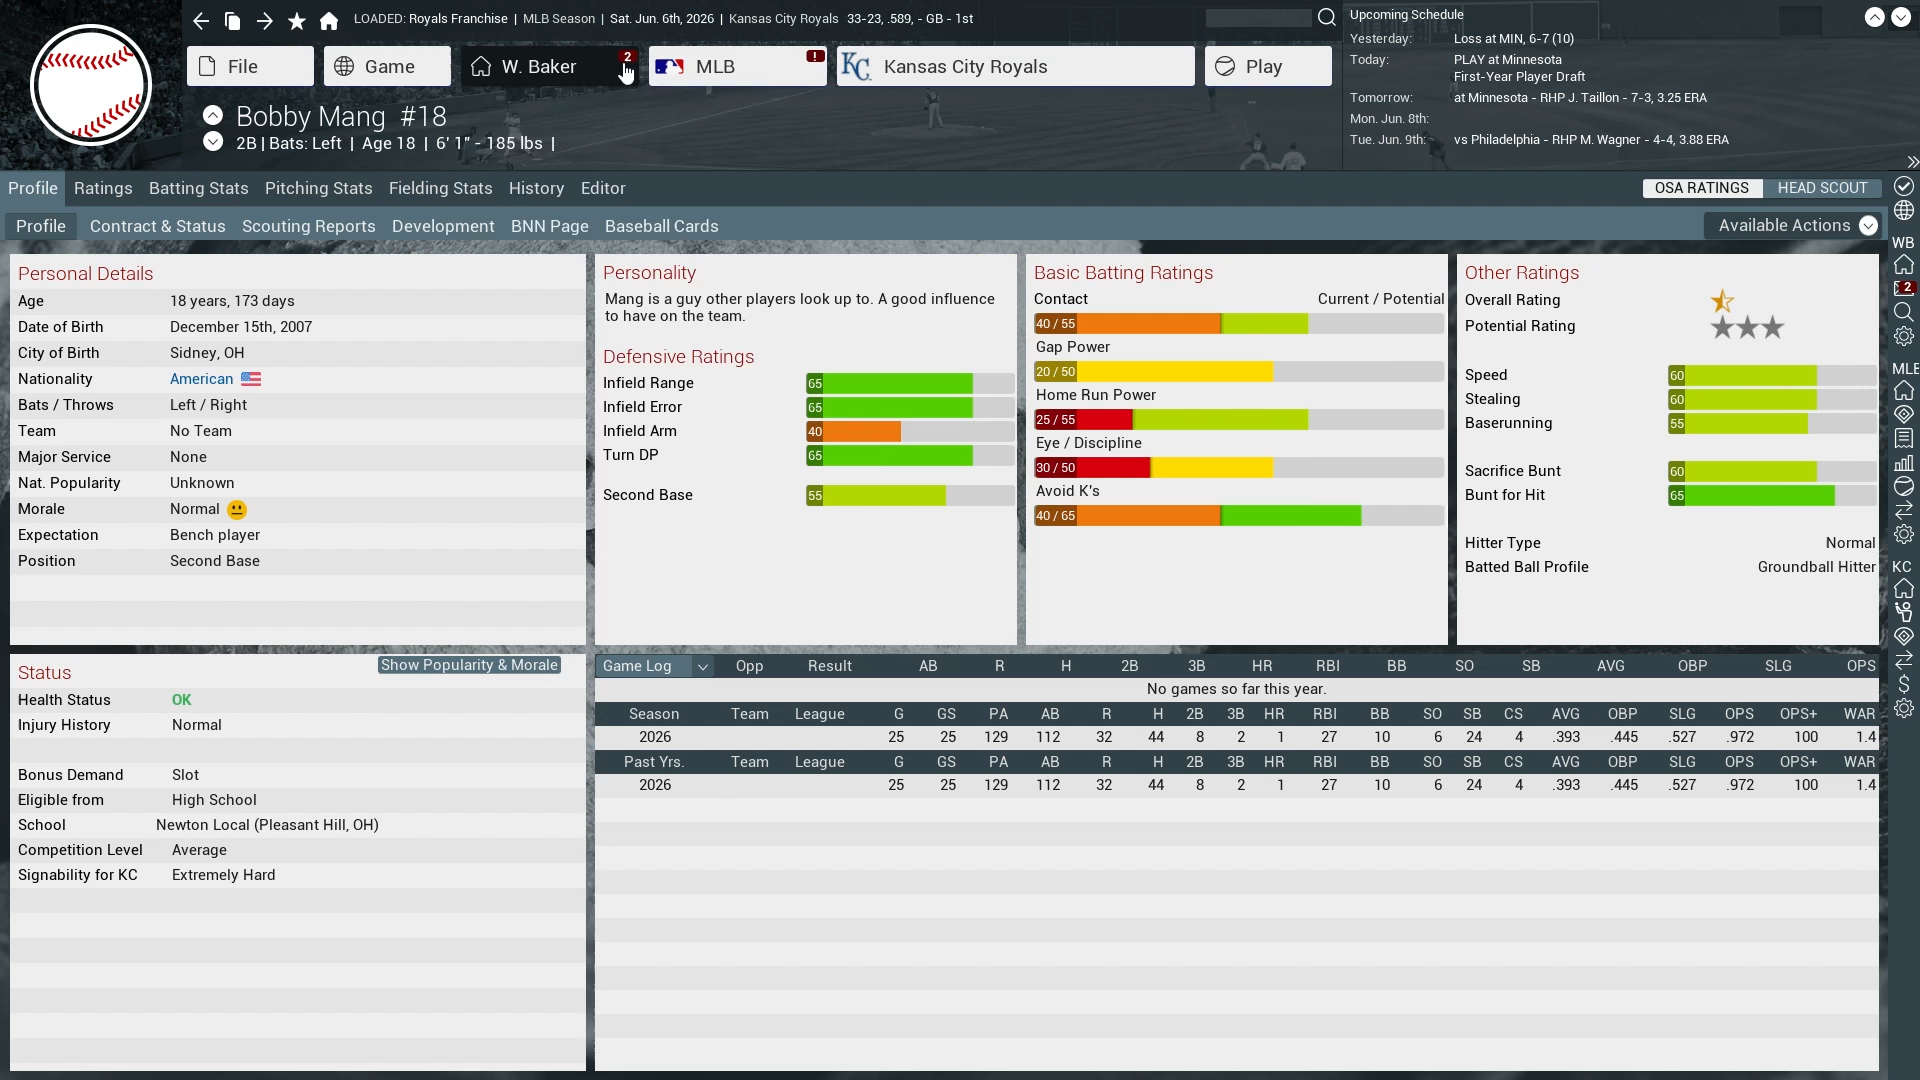 LOADED: Royals Franchise | MLB Season | Sat. Jun. 6th, 2026 | Kansas City Royals 33-23, .589, - GB - 1st
File
Game
W. Baker 2
MLB !
KC Kansas City Royals
Play
Upcoming Schedule
Yesterday: Loss at MIN, 6-7 (10)
Today: PLAY at Minnesota
First-Year Player Draft
Tomorrow: at Minnesota - RHP J. Taillon - 7-3, 3.25 ERA
Mon. Jun. 8th:
Tue. Jun. 9th: vs Philadelphia - RHP M. Wagner - 4-4, 3.88 ERA
Bobby Mang #18
2B | Bats: Left | Age 18 | 6' 1" - 185 lbs |
Profile Ratings Batting Stats Pitching Stats Fielding Stats History Editor
OSA RATINGS HEAD SCOUT
Profile Contract & Status Scouting Reports Development BNN Page Baseball Cards
Available Actions
Personal Details
Age 18 years, 173 days
Date of Birth December 15th, 2007
City of Birth Sidney, OH
Nationality American
Bats / Throws Left / Right
Team No Team
Major Service None
Nat. Popularity Unknown
Morale Normal
Expectation Bench player
Position Second Base
Personality
Mang is a guy other players look up to. A good influence
to have on the team.
Defensive Ratings
Infield Range 65
Infield Error 65
Infield Arm 40
Turn DP 65
Second Base 55
Basic Batting Ratings
Contact Current / Potential
40 / 55
Gap Power
20 / 50
Home Run Power
25 / 55
Eye / Discipline
30 / 50
Avoid K's
40 / 65
Other Ratings
Overall Rating
Potential Rating
Speed 60
Stealing 60
Baserunning 55
Sacrifice Bunt 60
Bunt for Hit 65
Hitter Type Normal
Batted Ball Profile Groundball Hitter
WB
2
MLB
KC
Status
Show Popularity & Morale
Health Status OK
Injury History Normal
Bonus Demand Slot
Eligible from High School
School Newton Local (Pleasant Hill, OH)
Competition Level Average
Signability for KC Extremely Hard
Game Log Opp Result AB R H 2B 3B HR RBI BB SO SB AVG OBP SLG OPS
No games so far this year.
Season Team League G GS PA AB R H 2B 3B HR RBI BB SO SB CS AVG OBP SLG OPS OPS+ WAR
2026 25 25 129 112 32 44 8 2 1 27 10 6 24 4 .393 .445 .527 .972 100 1.4
Past Yrs. Team League G GS PA AB R H 2B 3B HR RBI BB SO SB CS AVG OBP SLG OPS OPS+ WAR
2026 25 25 129 112 32 44 8 2 1 27 10 6 24 4 .393 .445 .527 .972 100 1.4